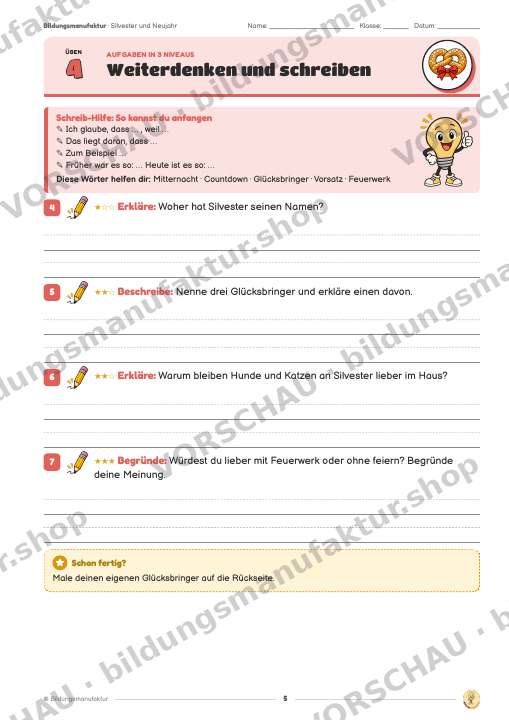 Bildungsmanufaktur · Silvester und Neujahr Name: Klasse: Datum:
ÜBEN
4
AUFGABEN IN 3 NIVEAUS
Weiterdenken und schreiben
Schreib-Hilfe: So kannst du anfangen
✎ Ich glaube, dass … , weil …
✎ Das liegt daran, dass …
✎ Zum Beispiel …
✎ Früher war es so: … Heute ist es so: …
Diese Wörter helfen dir: Mitternacht · Countdown · Glücksbringer · Vorsatz · Feuerwerk
4 ★☆☆ Erkläre: Woher hat Silvester seinen Namen?
5 ★★☆ Beschreibe: Nenne drei Glücksbringer und erkläre einen davon.
6 ★★☆ Erkläre: Warum bleiben Hunde und Katzen an Silvester lieber im Haus?
7 ★★★ Begründe: Würdest du lieber mit Feuerwerk oder ohne feiern? Begründe
deine Meinung.
Schon fertig?
Male deinen eigenen Glücksbringer auf die Rückseite.
© Bildungsmanufaktur 5
VORSCHAU · bildungsmanufaktur.shop